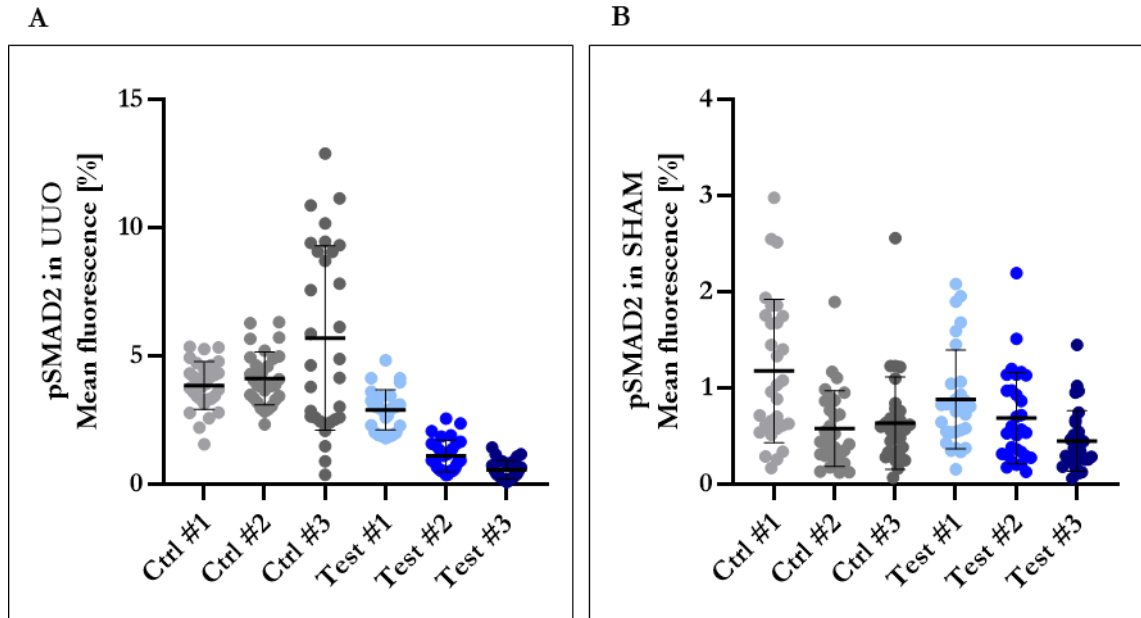 A
pSMAD2 in UUO
Mean fluorescence [%]
15
10
5
0
Ctrl #1
Ctrl #2
Ctrl #3
Test #1
Test #2
Test #3
B
pSMAD2 in SHAM
Mean fluorescence [%]
4
3
2
1
0
Ctrl #1
Ctrl #2
Ctrl #3
Test #1
Test #2
Test #3